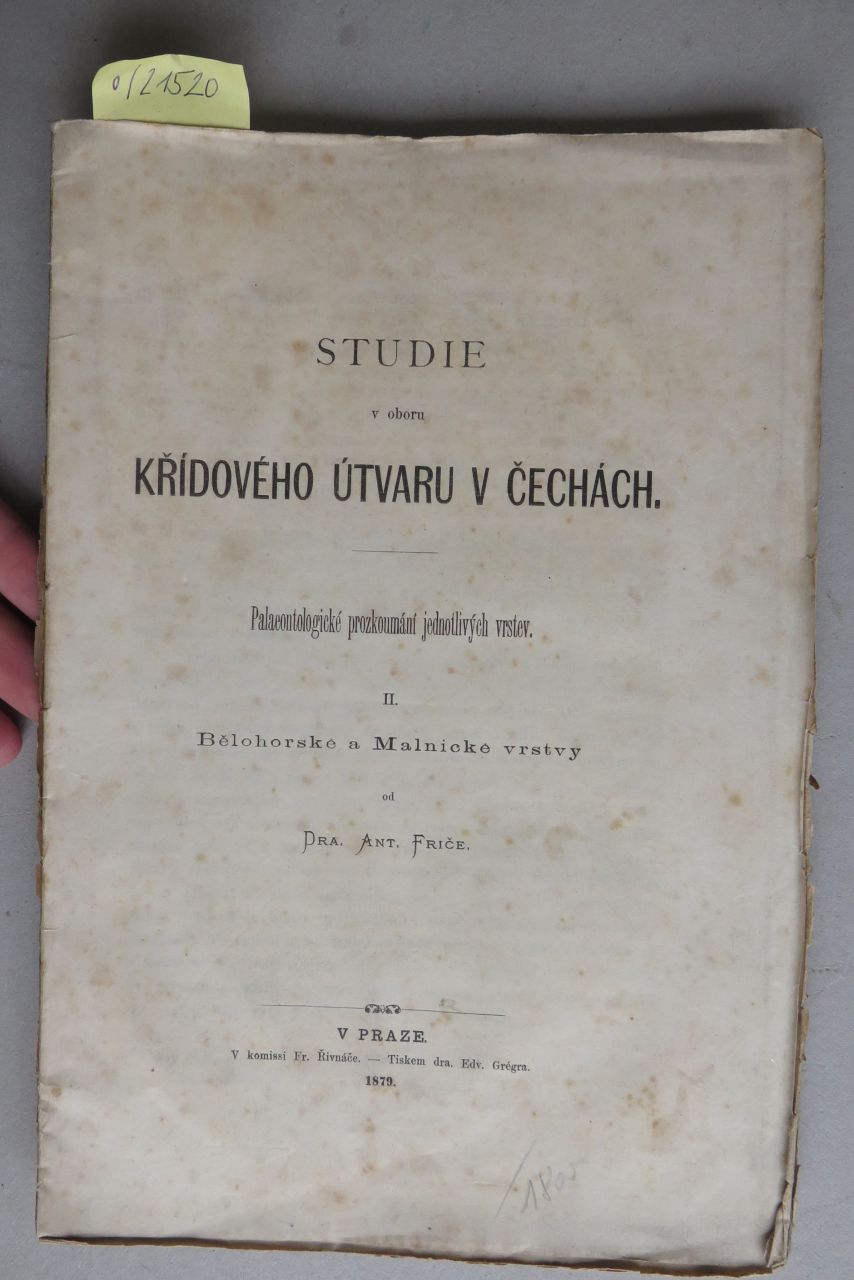 0/21520
STUDIE
v oboru
KŘÍDOVÉHO ÚTVARU V ČECHÁCH.
Palaeontologické prozkoumání jednotlivých vrstev.
II.
Bělohorské a Malnické vrstvy
od
DRA. ANT. FRIČE.
V PRAZE.
V komissí Fr. Řivnáče. — Tiskem dra. Edv. Grégra.
1879.